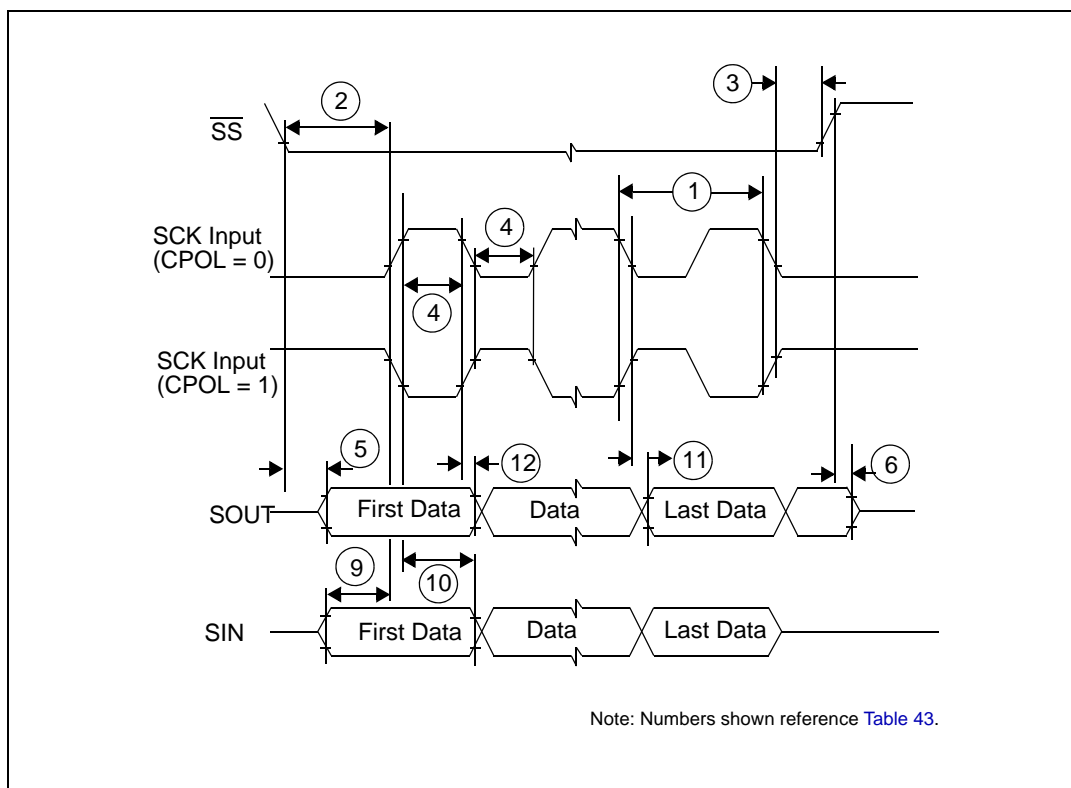 3
2
SS
1
SCK Input
(CPOL = 0)
4
4
SCK Input
(CPOL = 1)
5
12
11
6
SOUT
First Data
Data
Last Data
9
10
SIN
First Data
Data
Last Data
Note: Numbers shown reference Table 43.